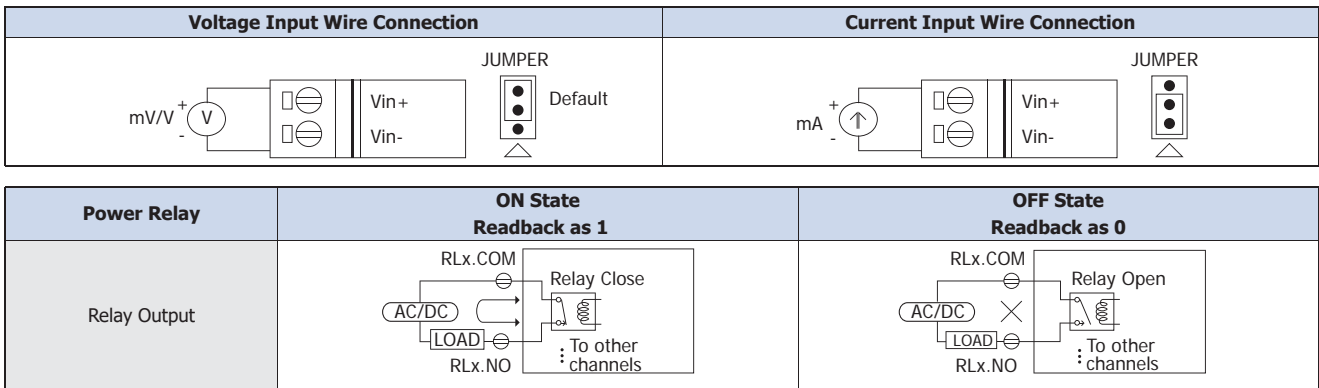 Voltage Input Wire Connection
Current Input Wire Connection
JUMPER
mV/V
+
-
V
Vin+
Vin-
Default
JUMPER
mA
+
-
Vin+
Vin-
Power Relay
ON State
Readback as 1
OFF State
Readback as 0
Relay Output
RLx.COM
Relay Close
AC/DC
LOAD
RLx.NO
To other
channels
RLx.COM
Relay Open
AC/DC
LOAD
RLx.NO
To other
channels